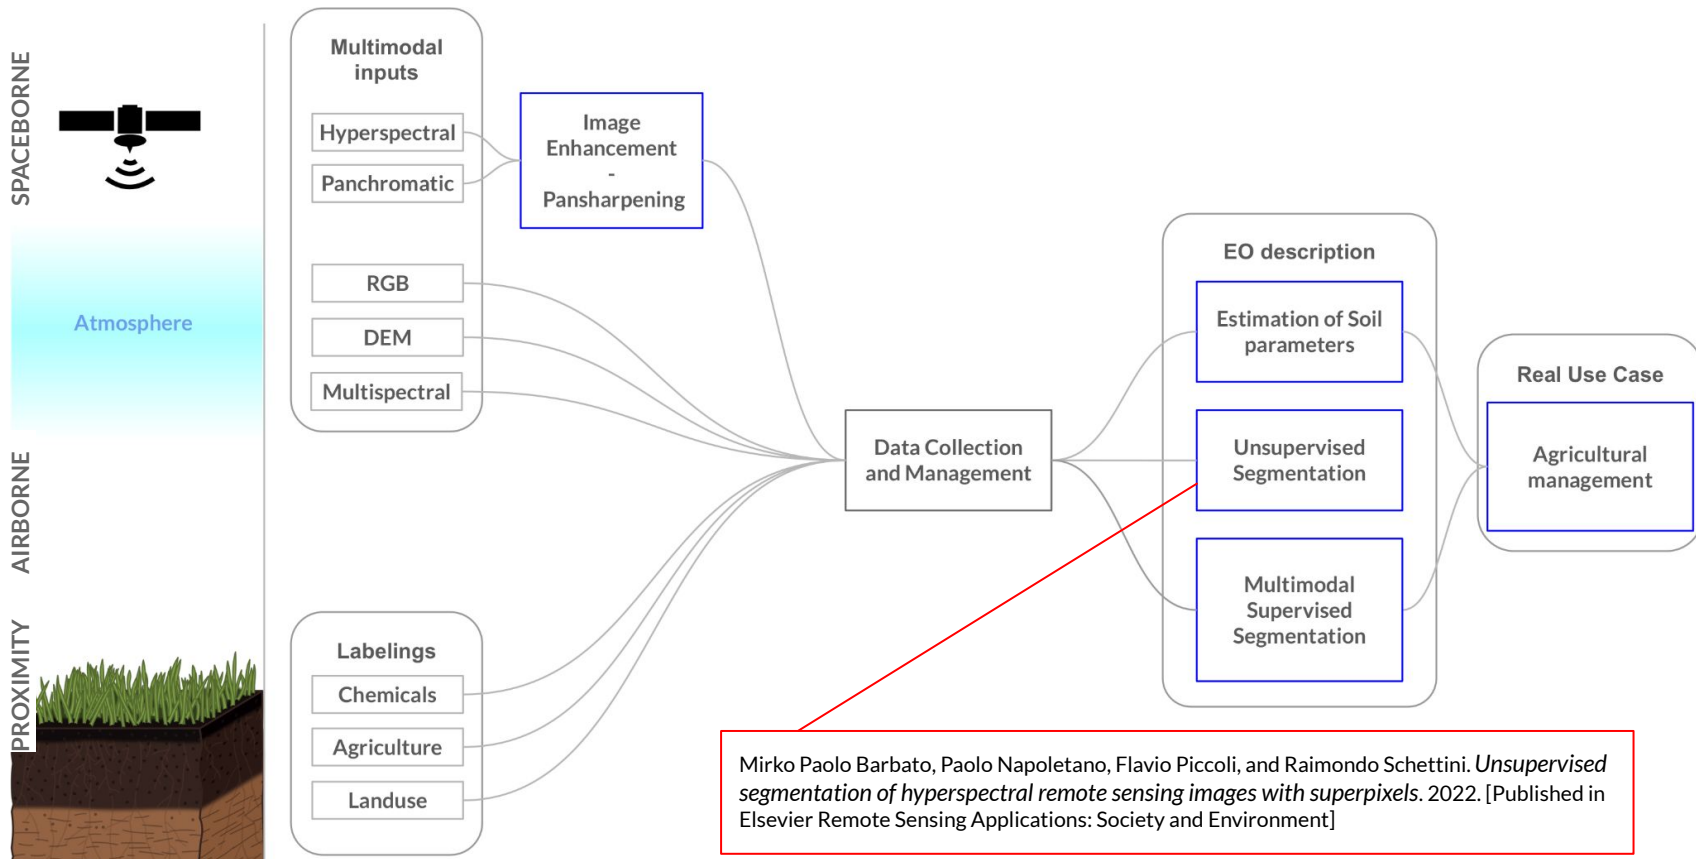 SPACEBORNE
Atmosphere
AIRBORNE
PROXIMITY
Multimodal
inputs
Hyperspectral
Panchromatic
RGB
DEM
Multispectral
Image
Enhancement
-
Pansharpening
Labelings
Chemicals
Agriculture
Landuse
Data Collection
and Management
EO description
Estimation of Soil
parameters
Unsupervised
Segmentation
Multimodal
Supervised
Segmentation
Real Use Case
Agricultural
management
Mirko Paolo Barbato, Paolo Napoletano, Flavio Piccoli, and Raimondo Schettini. Unsupervised
segmentation of hyperspectral remote sensing images with superpixels. 2022. [Published in
Elsevier Remote Sensing Applications: Society and Environment]